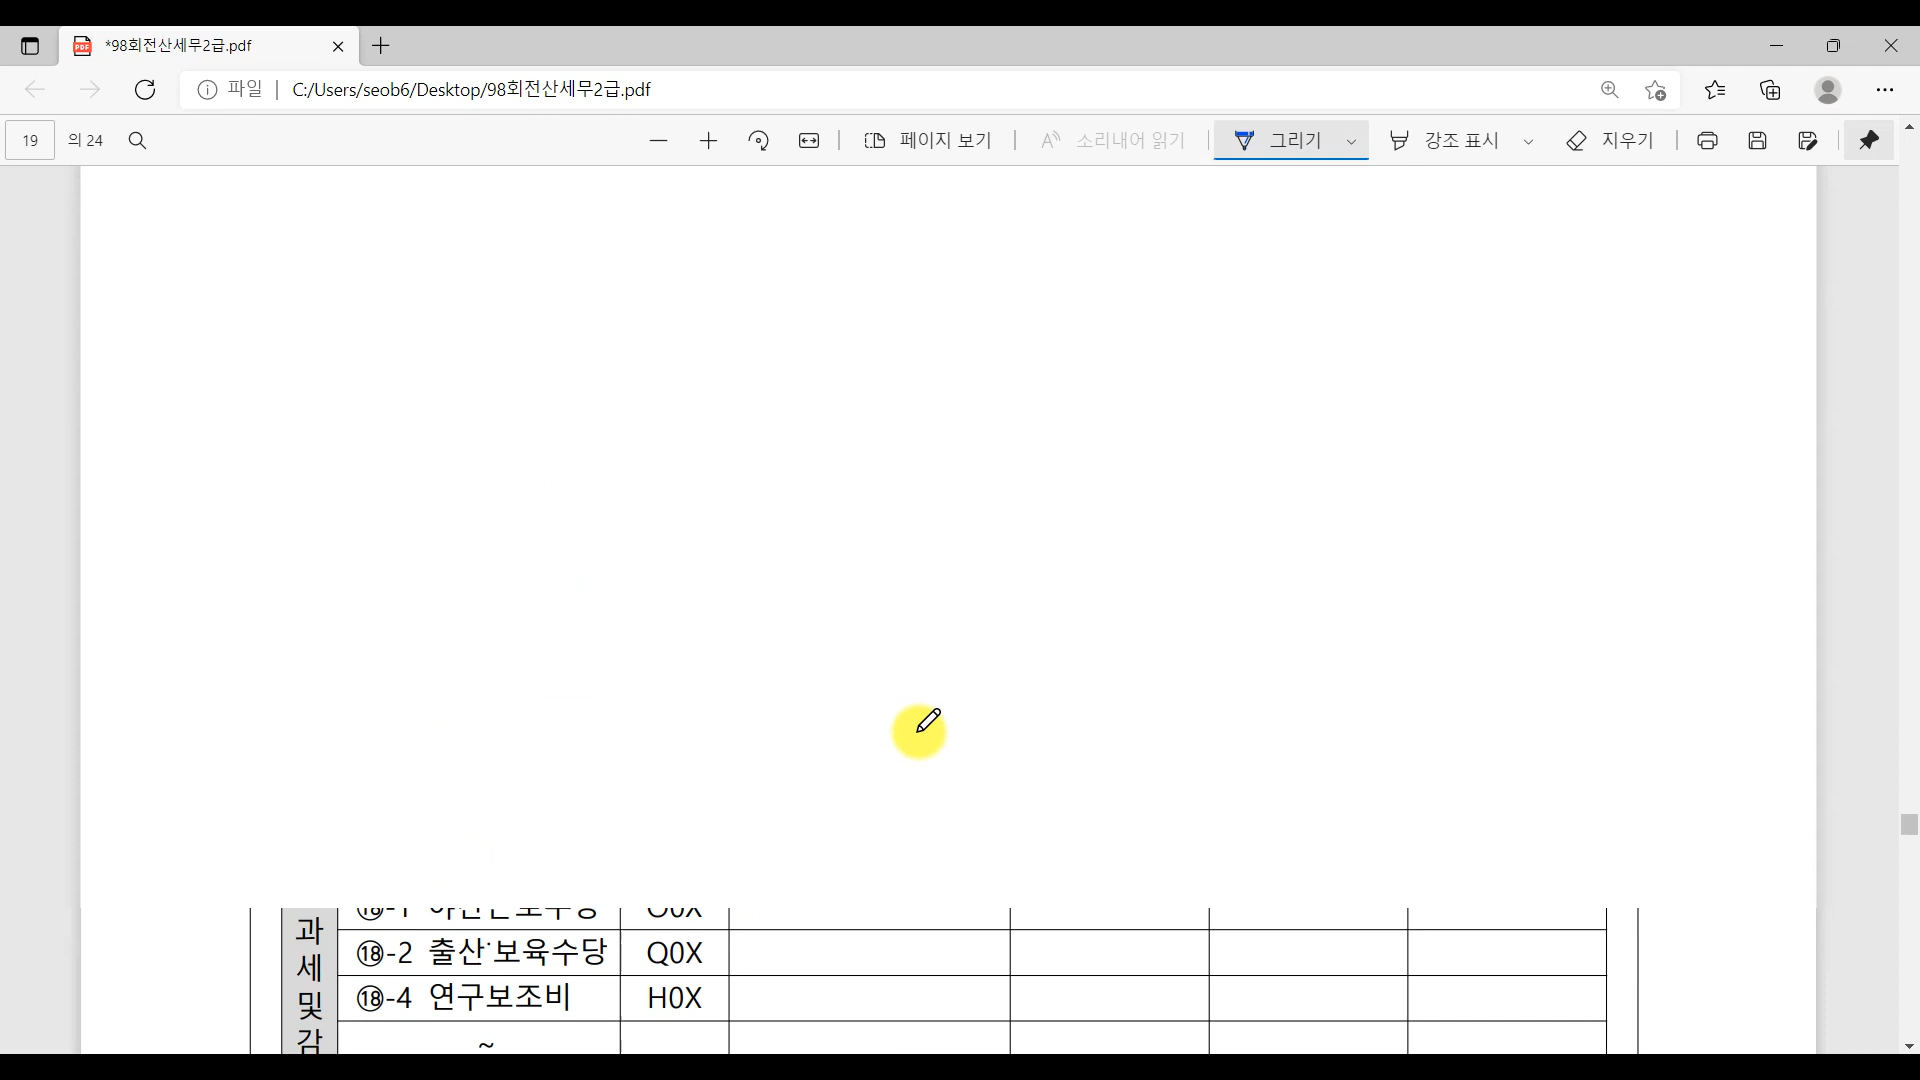 *98회전산세무2급.pdf
파일 C:/Users/seob6/Desktop/98회전산세무2급.pdf
19 의 24 페이지 보기 소리내어 읽기 그리기 강조 표시 지우기
과세 및 감
⑱-2 출산·보육수당 Q0X
⑱-4 연구보조비 H0X
~